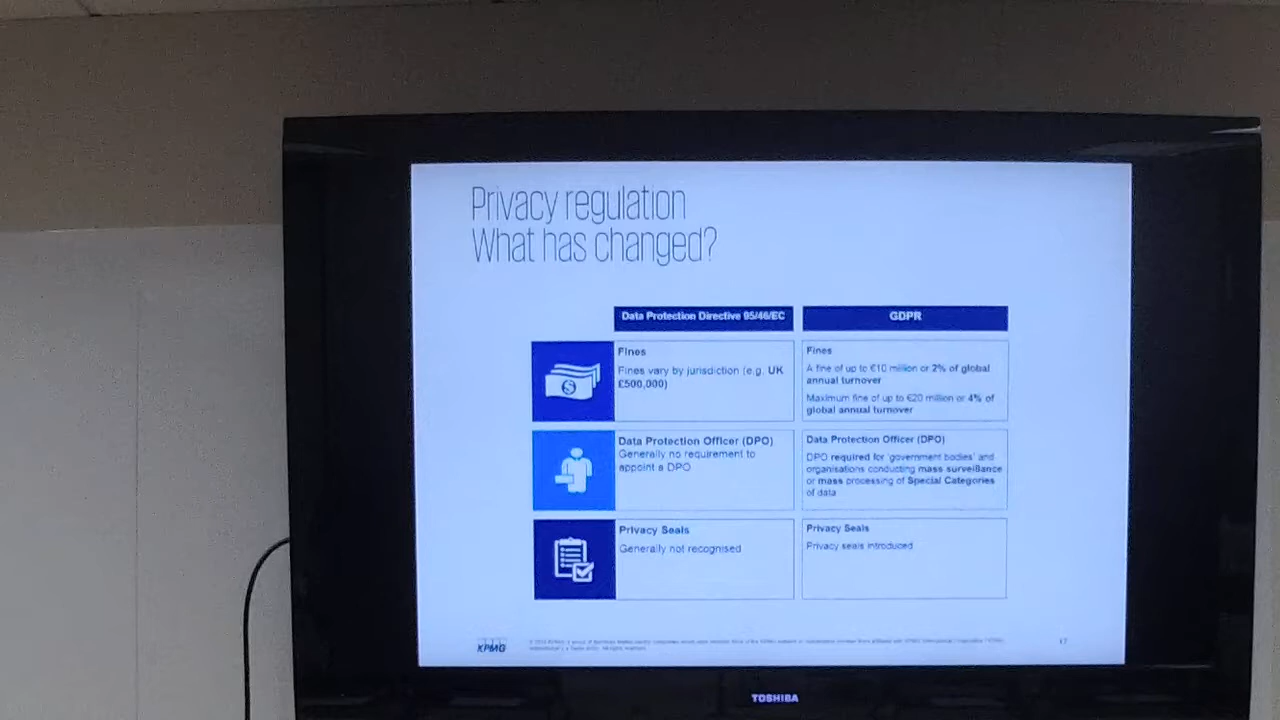 Privacy regulation
What has changed?
Data Protection Directive 95/46/EC
GDPR
Fines
Fines vary by jurisdiction (e.g. UK
£500,000)
Fines
A fine of up to €10 million or 2% of global
annual turnover
Maximum fine of up to €20 million or 4% of
global annual turnover
Data Protection Officer (DPO)
Generally no requirement to
appoint a DPO
Data Protection Officer (DPO)
DPO required for 'government bodies' and
organisations conducting mass surveillance
or mass processing of Special Categories
of data
Privacy Seals
Generally not recognised
Privacy Seals
Privacy seals introduced
KPMG
17
TOSHIBA